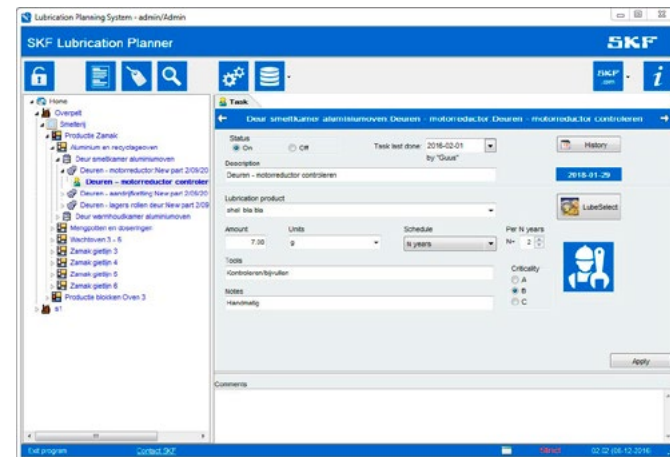 Lubrication Planning System - admin/Admin
SKF Lubrication Planner
SKF
SKF
.com
i
Home
Overpelt
Smelterij
Productie Zamak
Aluminium en recyclageoven
Deur smeltkamer aluminiumoven
Deuren - motorreductor New part 2/09/20
Deuren - motorreductor controler
Deuren - aandrijfketting New part 2/09/20
Deuren - lagers rollen deur New part 2/09
Deur warmhoudkamer aluminiumoven
Mengpotten en doseringen
Wachtoven 3 - 6
Zamak gietlijn 3
Zamak gietlijn 4
Zamak gietlijn 5
Zamak gietlijn 6
Productie blokken Oven 3
Task
Deur smeltkamer aluminiumoven.Deuren - motorreductor.Deuren - motorreductor controleren
Status
On
Off
Task last done:
2016-02-01
by "Guus"
History
Description
Deuren - motorreductor controleren
2018-01-29
Lubrication product
shel bla bla
LubeSelect
Amount
Units
Schedule
Per N years
7.00
g
N years
N=
2
Tools
Kontroleren/bijvullen
Criticality
A
B
C
Notes
Handmatig
Apply
Comments
Exit program
Contact SKF
Strict
02.02 (06-12-2016)